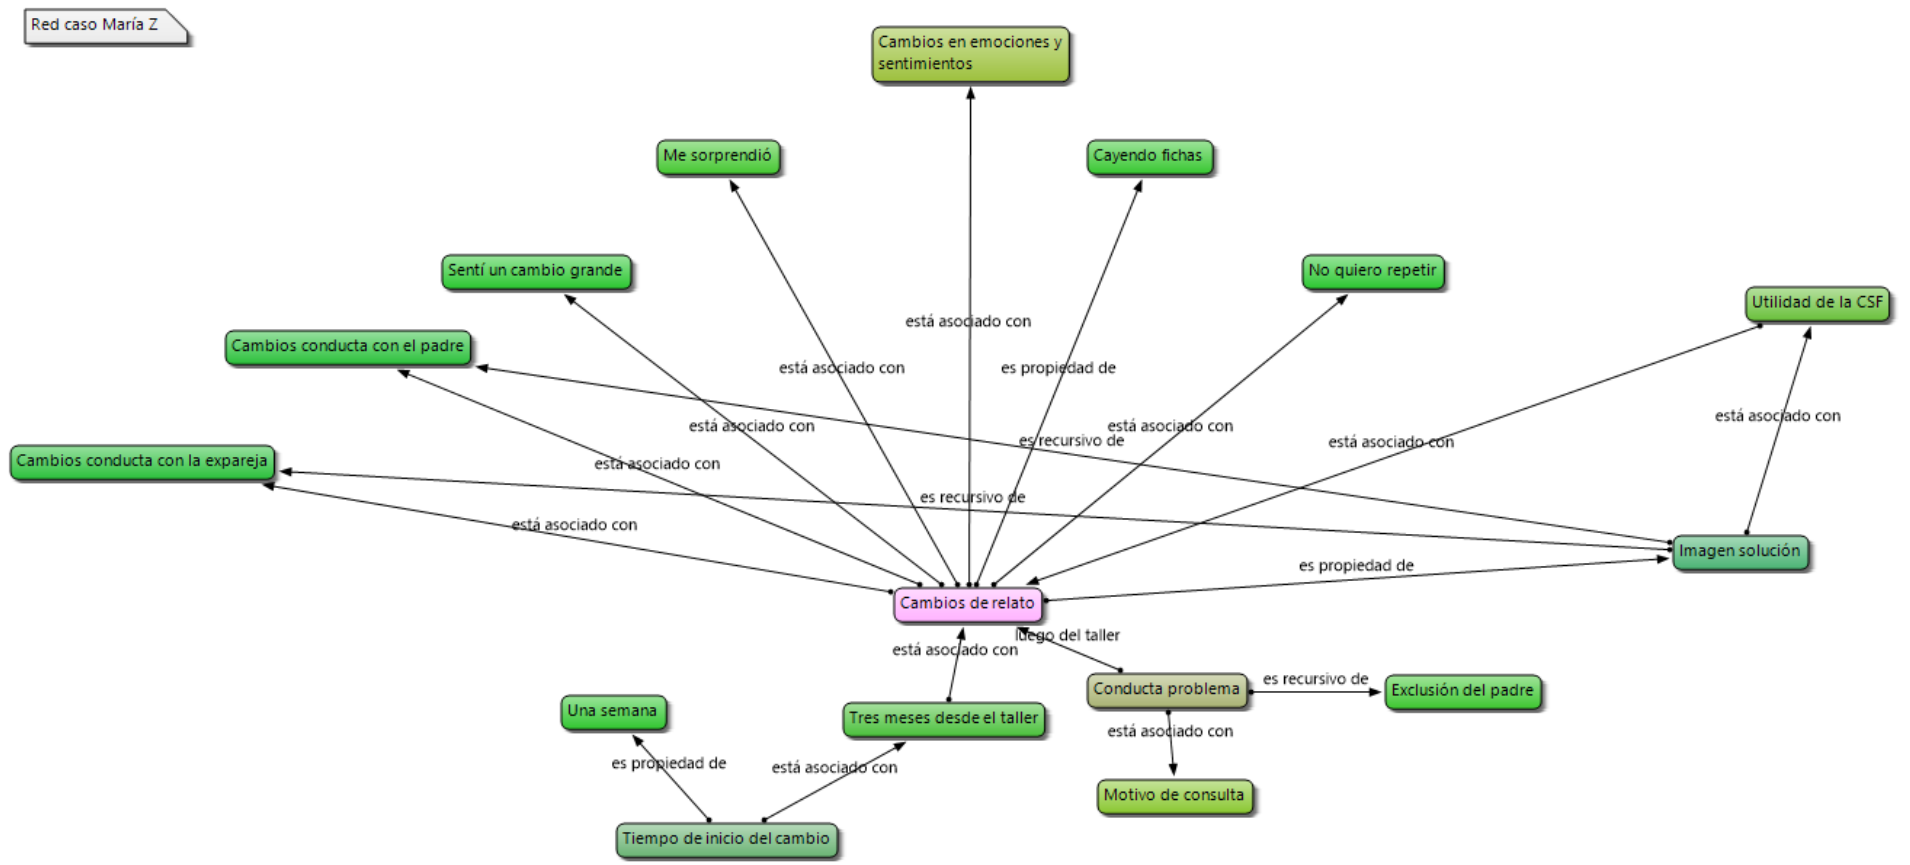 Red caso María Z
Cambios en emociones y
sentimientos
Me sorprendió
Cayendo fichas
Sentí un cambio grande
No quiero repetir
Utilidad de la CSF
está asociado con
Cambios conducta con el padre
está asociado con
es propiedad de
está asociado con
está asociado con
está asociado con
es recursivo de
está asociado con
Cambios conducta con la expareja
está asociado con
es recursivo de
está asociado con
Imagen solución
es propiedad de
Cambios de relato
luego del taller
está asociado con
es recursivo de
Conducta problema
Exclusión del padre
Una semana
Tres meses desde el taller
está asociado con
es propiedad de
está asociado con
Motivo de consulta
Tiempo de inicio del cambio